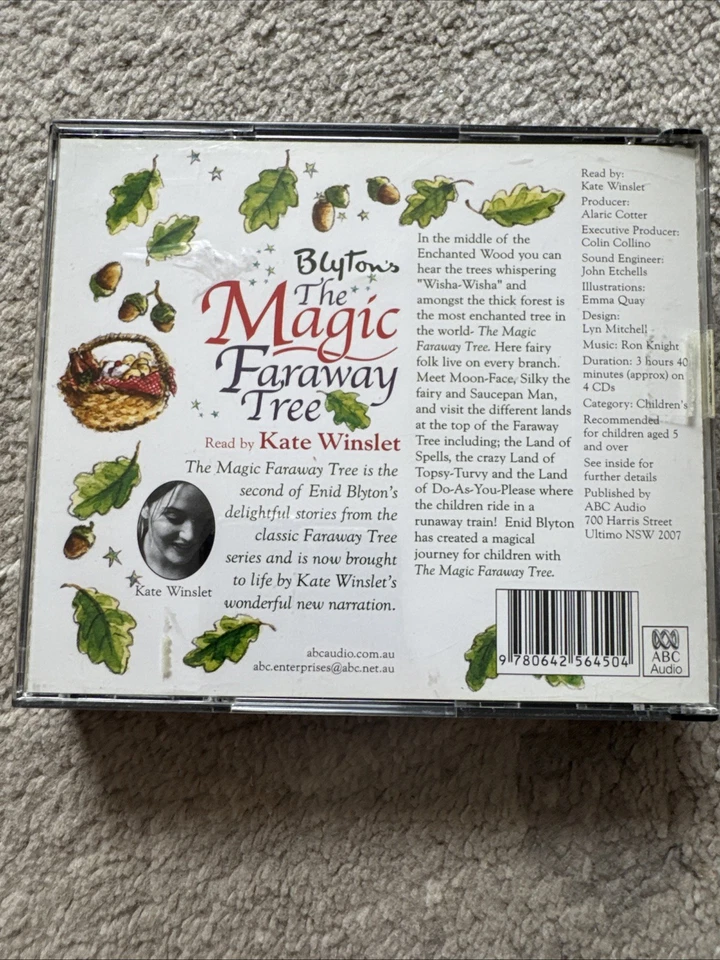 Blyton's
The
Magic
Faraway
Tree
Read by Kate Winslet
The Magic Faraway Tree is the
second of Enid Blyton's
delightful stories from the
classic Faraway Tree
series and is now brought
to life by Kate Winslet's
wonderful new narration.
Kate Winslet
abcaudio.com.au
abc.enterprises@abc.net.au
In the middle of the
Enchanted Wood you can
hear the trees whispering
"Wisha-Wisha" and
amongst the thick forest is
the most enchanted tree in
the world- The Magic
Faraway Tree. Here fairy
folk live on every branch.
Meet Moon-Face, Silky the
fairy and Saucepan Man,
and visit the different lands
at the top of the Faraway
Tree including; the Land of
Spells, the crazy Land of
Topsy-Turvy and the Land
of Do-As-You-Please where
the children ride in a
runaway train! Enid Blyton
has created a magical
journey for children with
The Magic Faraway Tree.
Read by:
Kate Winslet
Producer:
Alaric Cotter
Executive Producer:
Colin Collino
Sound Engineer:
John Etchells
Illustrations:
Emma Quay
Design:
Lyn Mitchell
Music: Ron Knight
Duration: 3 hours 40
minutes (approx) on
4 CDs
Category: Children's
Recommended
for children aged 5
and over
See inside for
further details
Published by
ABC Audio
700 Harris Street
Ultimo NSW 2007
9 780642 564504
ABC
Audio